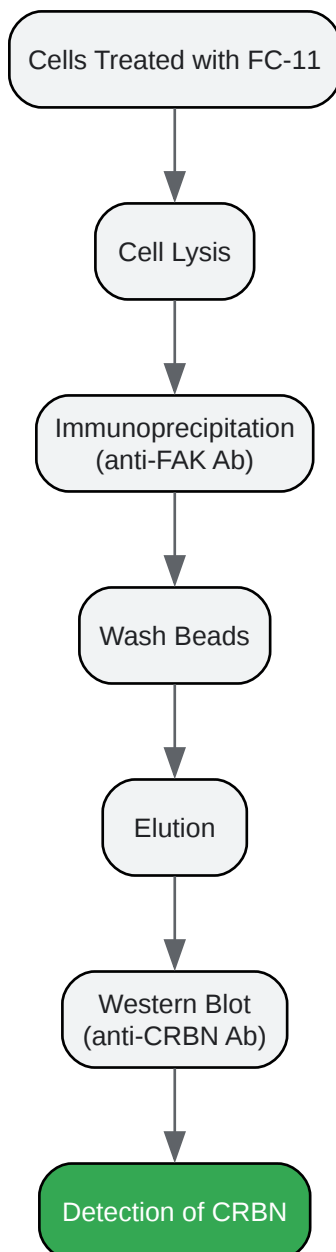 Cells Treated with FC-11
Cell Lysis
Immunoprecipitation
(anti-FAK Ab)
Wash Beads
Elution
Western Blot
(anti-CRBN Ab)
Detection of CRBN